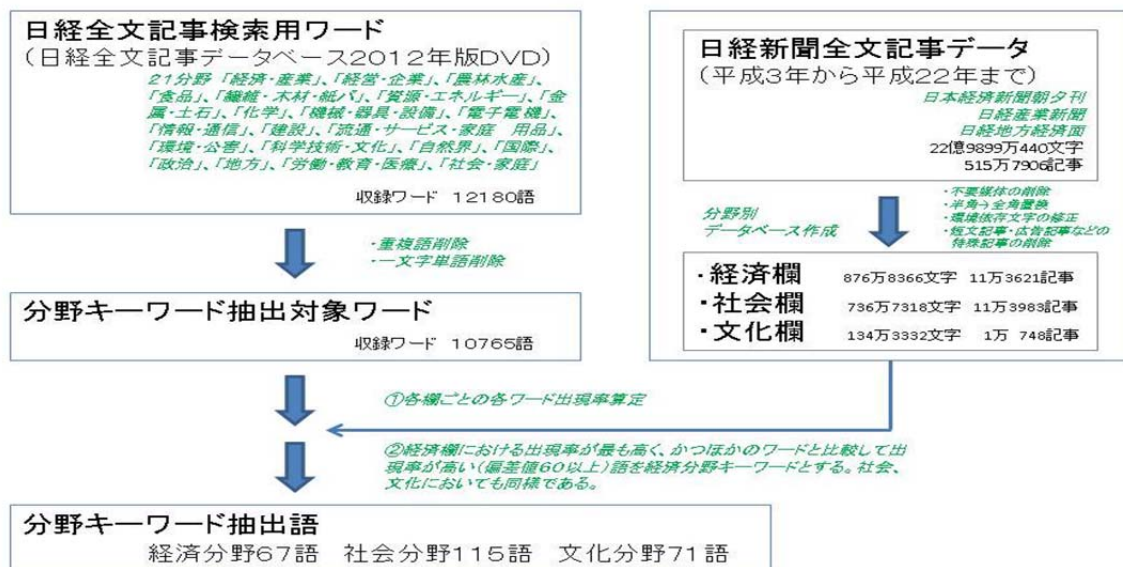 日経全文記事検索用ワード
（日経全文記事データベース２０１２年版DVD）
21分野 「経済・産業」、「経営・企業」、「農林水産」、
「食品」、「繊維・木材・紙パ」、「資源・エネルギー」、「金
属・土石」、「化学」、「機械・器具・設備」、「電子電機」、
「情報・通信」、「建設」、「流通・サービス・家庭　用品」、
「環境・公害」、「科学技術・文化」、「自然界」、「国際」、
「政治」、「地方」、「労働・教育・医療」、「社会・家庭」
収録ワード　１２１８０語
・重複語削除
・一文字単語削除
分野キーワード抽出対象ワード
収録ワード　１０７６５語
日経新聞全文記事データ
（平成3年から平成２２年まで）
日本経済新聞朝夕刊
日経産業新聞
日経地方経済面
22億9899万440文字
515万7906記事
分野別
データベース作成
・不要媒体の削除
・半角→全角置換
・環境依存文字の修正
・短文記事・広告記事などの
特殊記事の削除
・経済欄　876万8366文字　11万3621記事
・社会欄　736万7318文字　11万3983記事
・文化欄　134万3332文字　1万 748記事
①各欄ごとの各ワード出現率算定
②経済欄における出現率が最も高く、かつほかのワードと比較して出
現率が高い（偏差値60以上）語を経済分野キーワードとする。社会、
文化においても同様である。
分野キーワード抽出語
経済分野６７語　社会分野１１５語　文化分野７１語